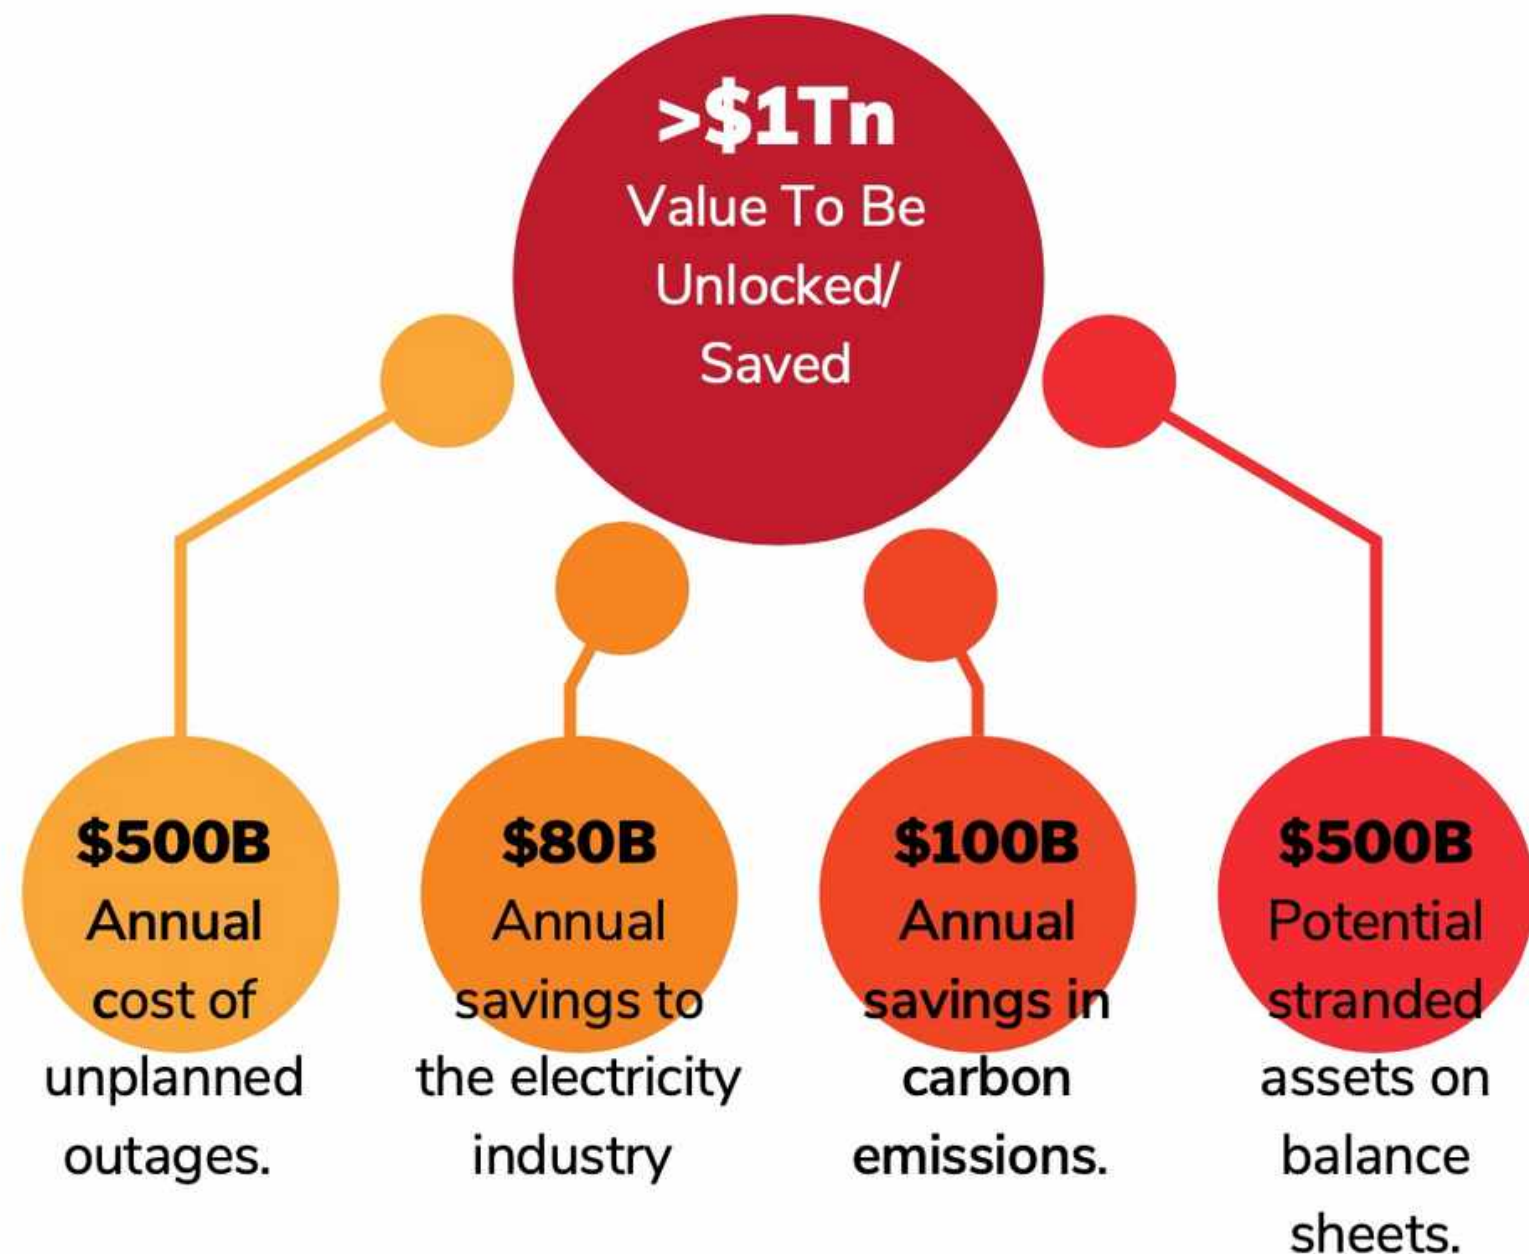 >$1Tn
Value To Be
Unlocked/
Saved
$500B
Annual
cost of
unplanned
outages.
$80B
Annual
savings to
the electricity
industry
$100B
Annual
savings in
carbon
emissions.
$500B
Potential
stranded
assets on
balance
sheets.